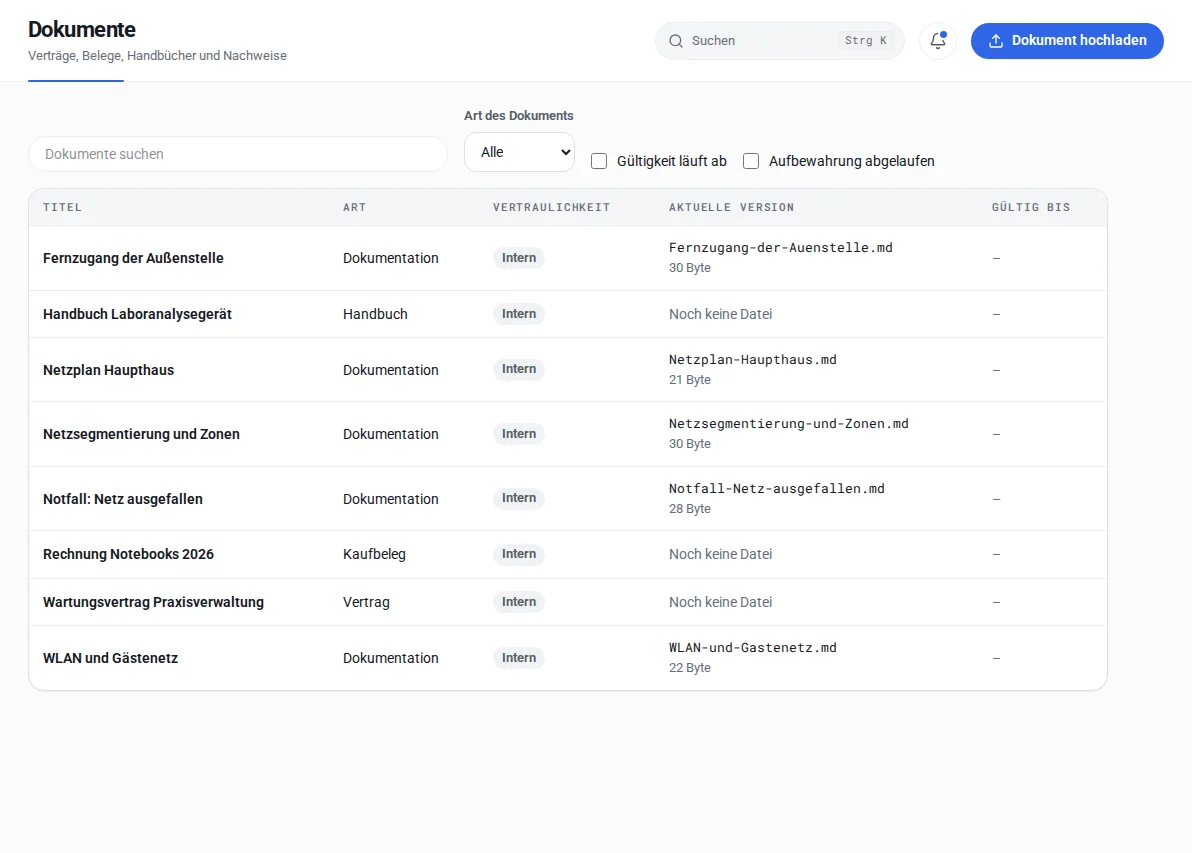 Dokumente
Verträge, Belege, Handbücher und Nachweise
Suchen Strg K
Dokument hochladen
Art des Dokuments
Dokumente suchen
Alle
Gültigkeit läuft ab
Aufbewahrung abgelaufen
TITEL ART VERTRAULICHKEIT AKTUELLE VERSION GÜLTIG BIS
Fernzugang der Außenstelle Dokumentation Intern Fernzugang-der-Auenstelle.md –
30 Byte
Handbuch Laboranalysegerät Handbuch Intern Noch keine Datei –
Netzplan Haupthaus Dokumentation Intern Netzplan-Haupthaus.md –
21 Byte
Netzsegmentierung und Zonen Dokumentation Intern Netzsegmentierung-und-Zonen.md –
30 Byte
Notfall: Netz ausgefallen Dokumentation Intern Notfall-Netz-ausgefallen.md –
28 Byte
Rechnung Notebooks 2026 Kaufbeleg Intern Noch keine Datei –
Wartungsvertrag Praxisverwaltung Vertrag Intern Noch keine Datei –
WLAN und Gästenetz Dokumentation Intern WLAN-und-Gastenetz.md –
22 Byte